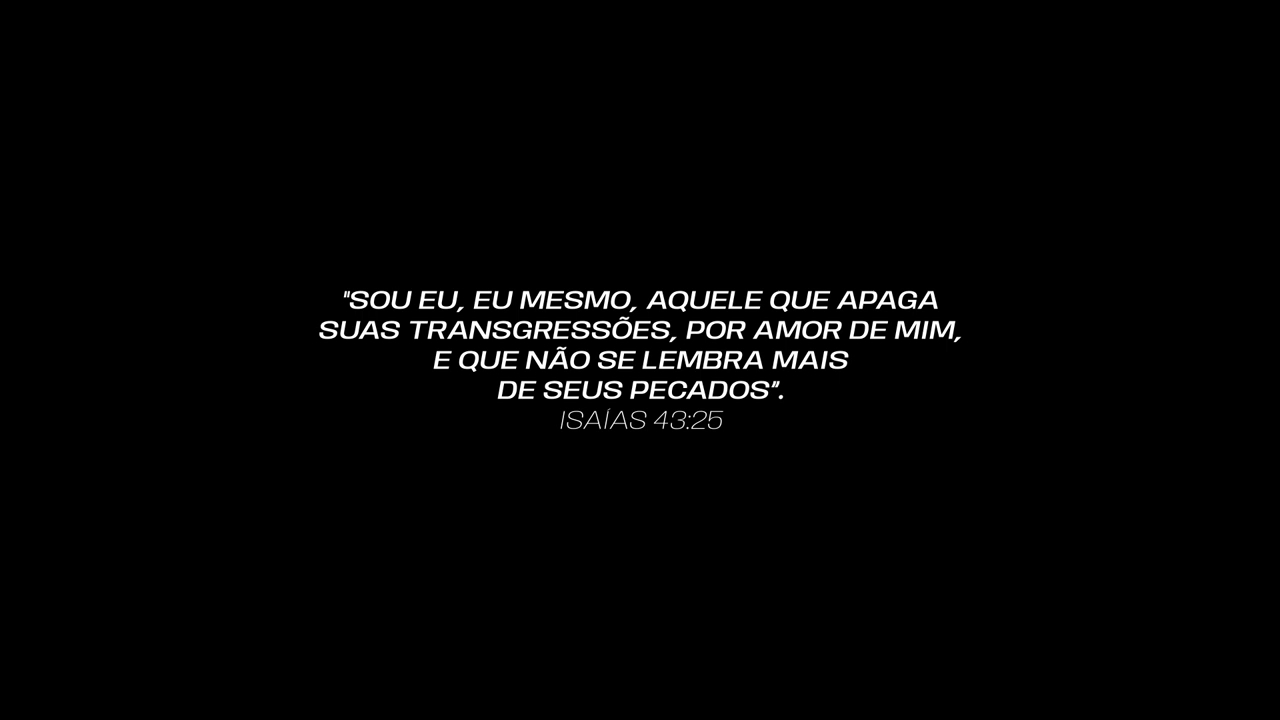 "SOU EU, EU MESMO, AQUELE QUE APAGA
SUAS TRANSGRESSÕES, POR AMOR DE MIM,
E QUE NÃO SE LEMBRA MAIS
DE SEUS PECADOS”.
ISAÍAS 43:25